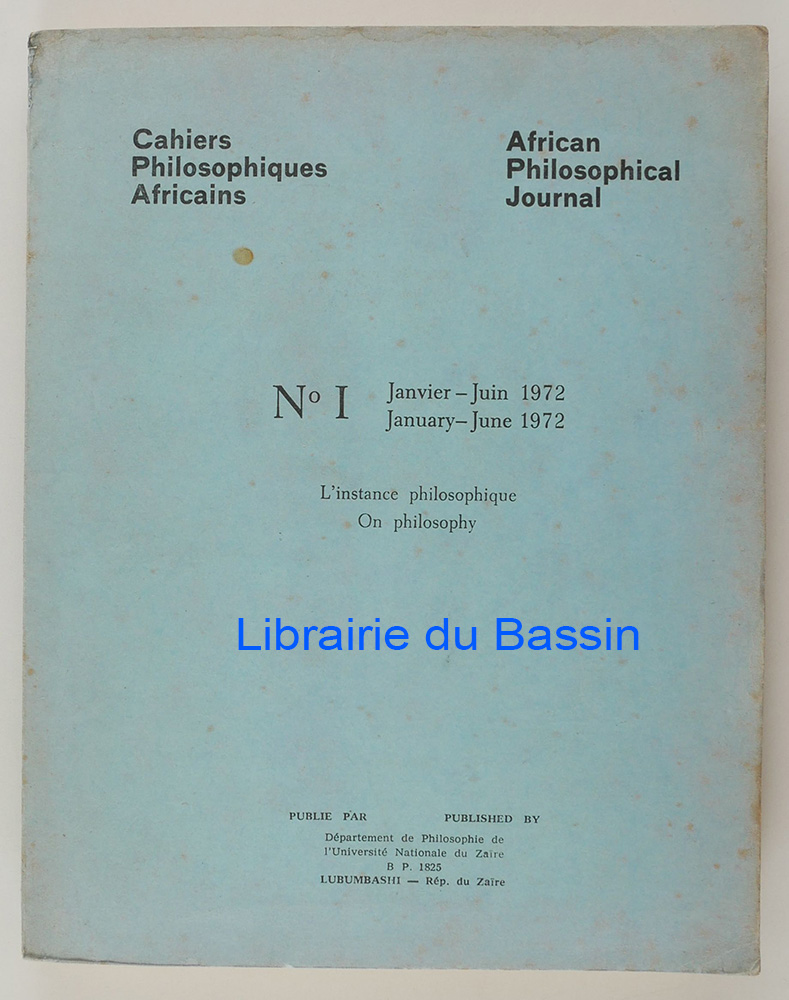 Cahiers
Philosophiques
Africains
African
Philosophical
Journal
Nº I
Janvier – Juin 1972
January – June 1972
L'instance philosophique
On philosophy
Librairie du Bassin
PUBLIE PAR
PUBLISHED BY
Département de Philosophie de
l'Université Nationale du Zaïre
B P. 1825
LUBUMBASHI — Rép. du Zaïre